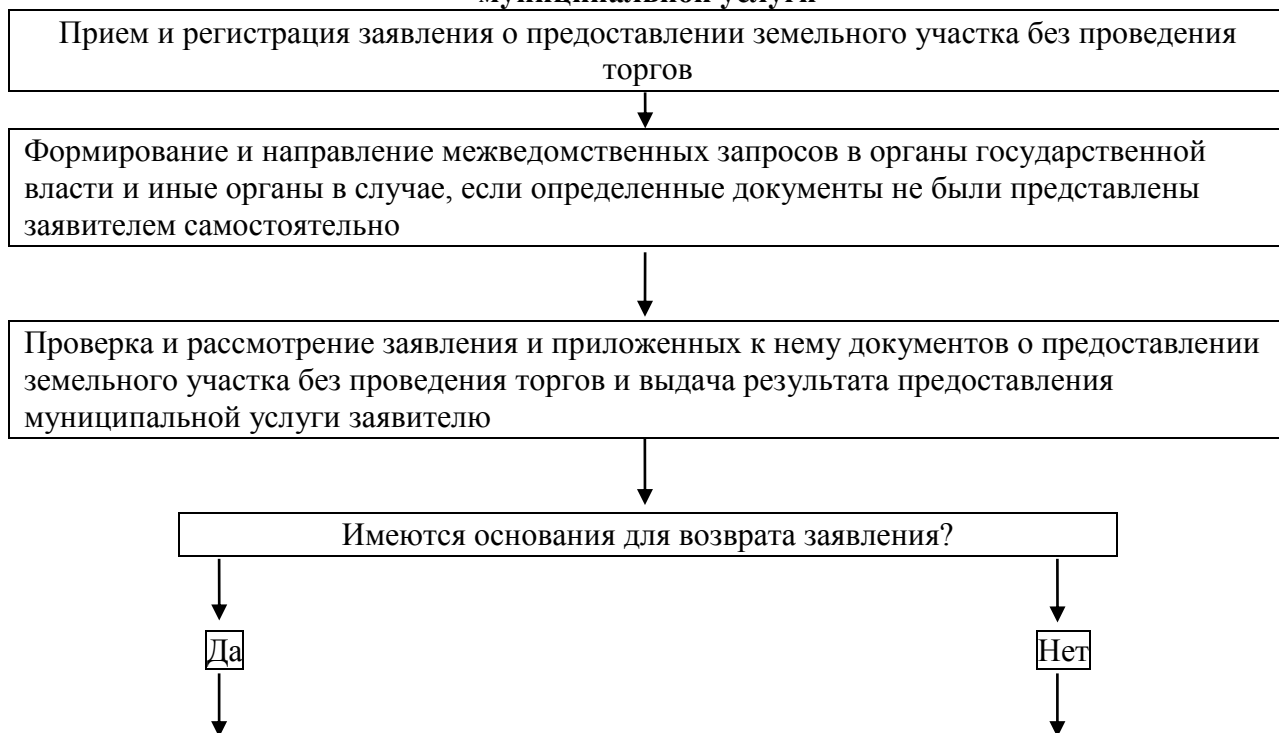 муниципальной услуги
Прием и регистрация заявления о предоставлении земельного участка без проведения
торгов
Формирование и направление межведомственных запросов в органы государственной
власти и иные органы в случае, если определенные документы не были представлены
заявителем самостоятельно
Проверка и рассмотрение заявления и приложенных к нему документов о предоставлении
земельного участка без проведения торгов и выдача результата предоставления
муниципальной услуги заявителю
Имеются основания для возврата заявления?
Да
Нет